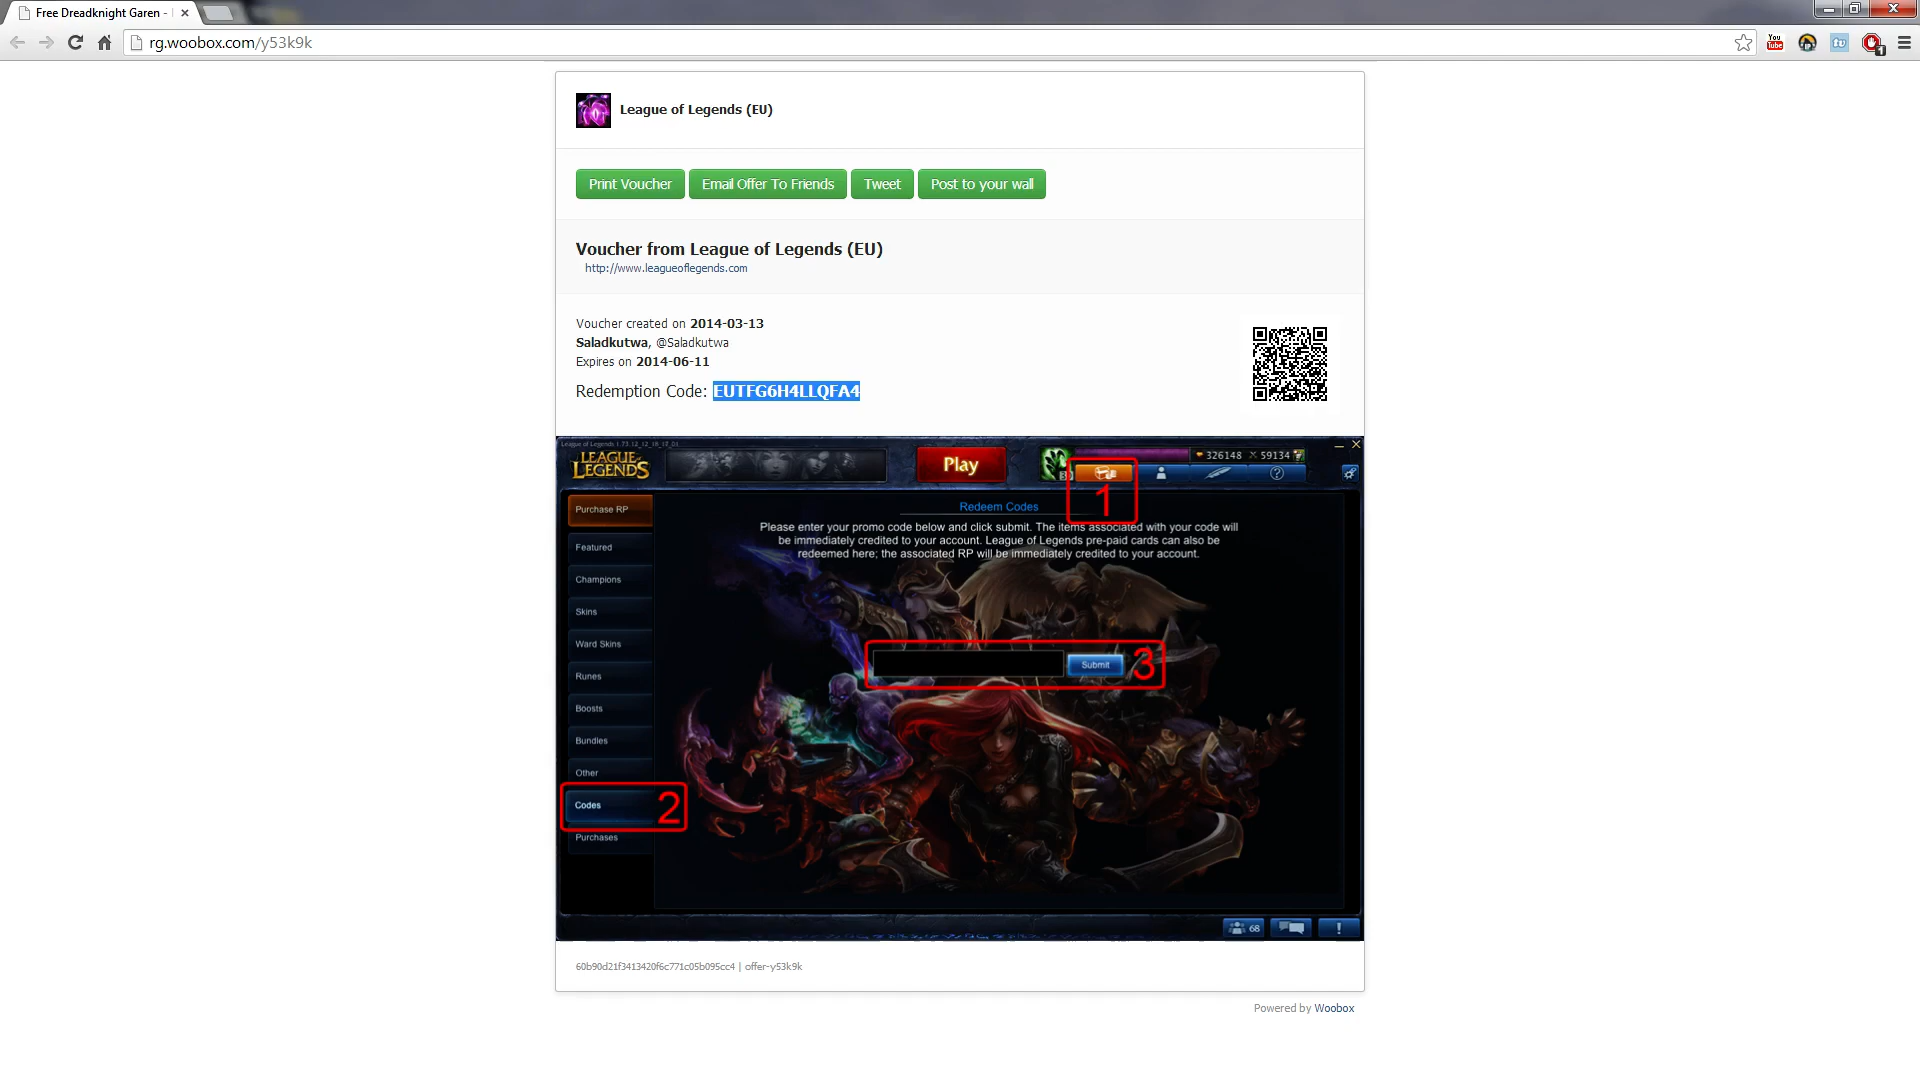 Free Dreadknight Garen -
rg.woobox.com/y53k9k
You
Tube
1
League of Legends (EU)
Print Voucher
Email Offer To Friends
Tweet
Post to your wall
Voucher from League of Legends (EU)
http://www.leagueoflegends.com
Voucher created on 2014-03-13
Saladkutwa, @Saladkutwa
Expires on 2014-06-11
Redemption Code: EUTFG6H4LLQFA4
LEAGUE of
LEGENDS
Play
326148
59134
1
Purchase RP
Featured
Champions
Skins
Ward Skins
Runes
Boosts
Bundles
Other
Codes
2
Purchases
Redeem Codes
Please enter your promo code below and click submit. The items associated with your code will
be immediately credited to your account. League of Legends pre-paid cards can also be
redeemed here; the associated RP will be immediately credited to your account.
Submit
3
68
60b90d21f3413420f6c771c05b095cc4 | offer-y53k9k
Powered by Woobox